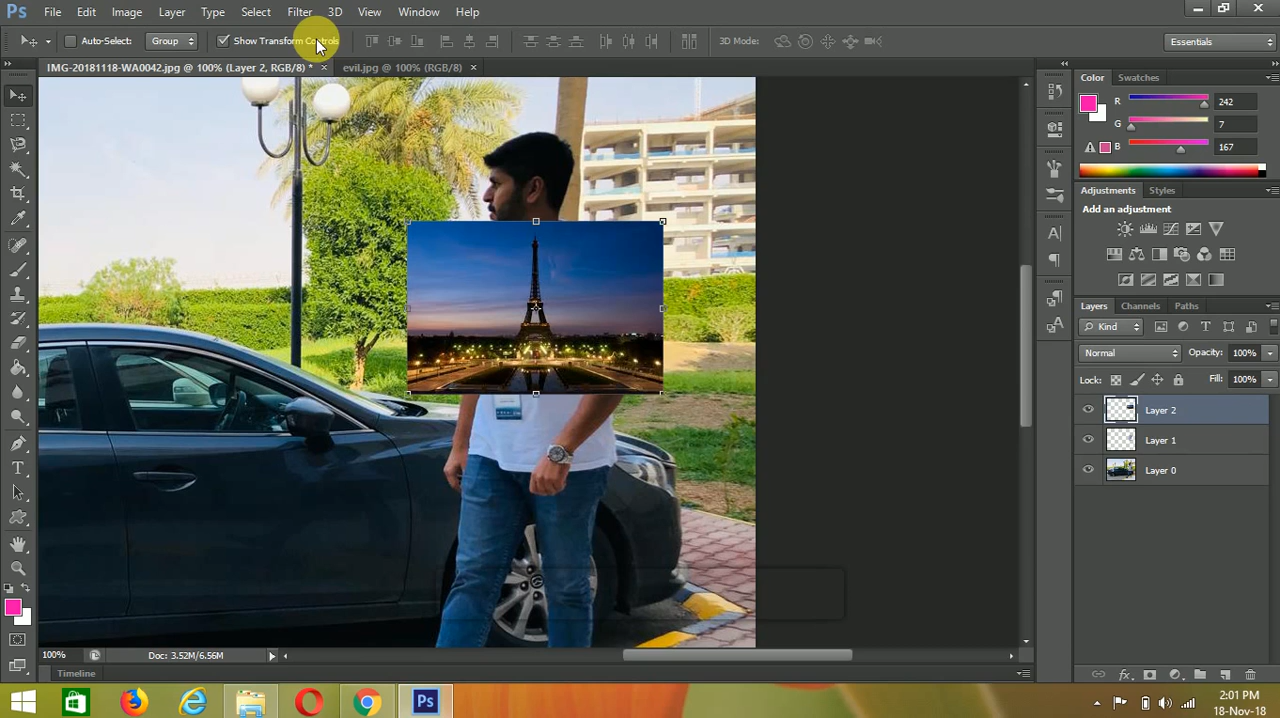 Ps File Edit Image Layer Type Select Filter 3D View Window Help
Auto-Select: Group Show Transform Controls 3D Mode: Essentials
IMG-20181118-WA0042.jpg @ 100% (Layer 2, RGB/8) * × evil.jpg @ 100% (RGB/8) ×
Color Swatches
R 242
G 7
B 167
Adjustments Styles
Add an adjustment
Layers Channels Paths
Kind
Normal Opacity: 100%
Lock: Fill: 100%
Layer 2
Layer 1
Layer 0
100% Doc: 3.52M/6.56M
Timeline
Ps
2:01 PM
18-Nov-18